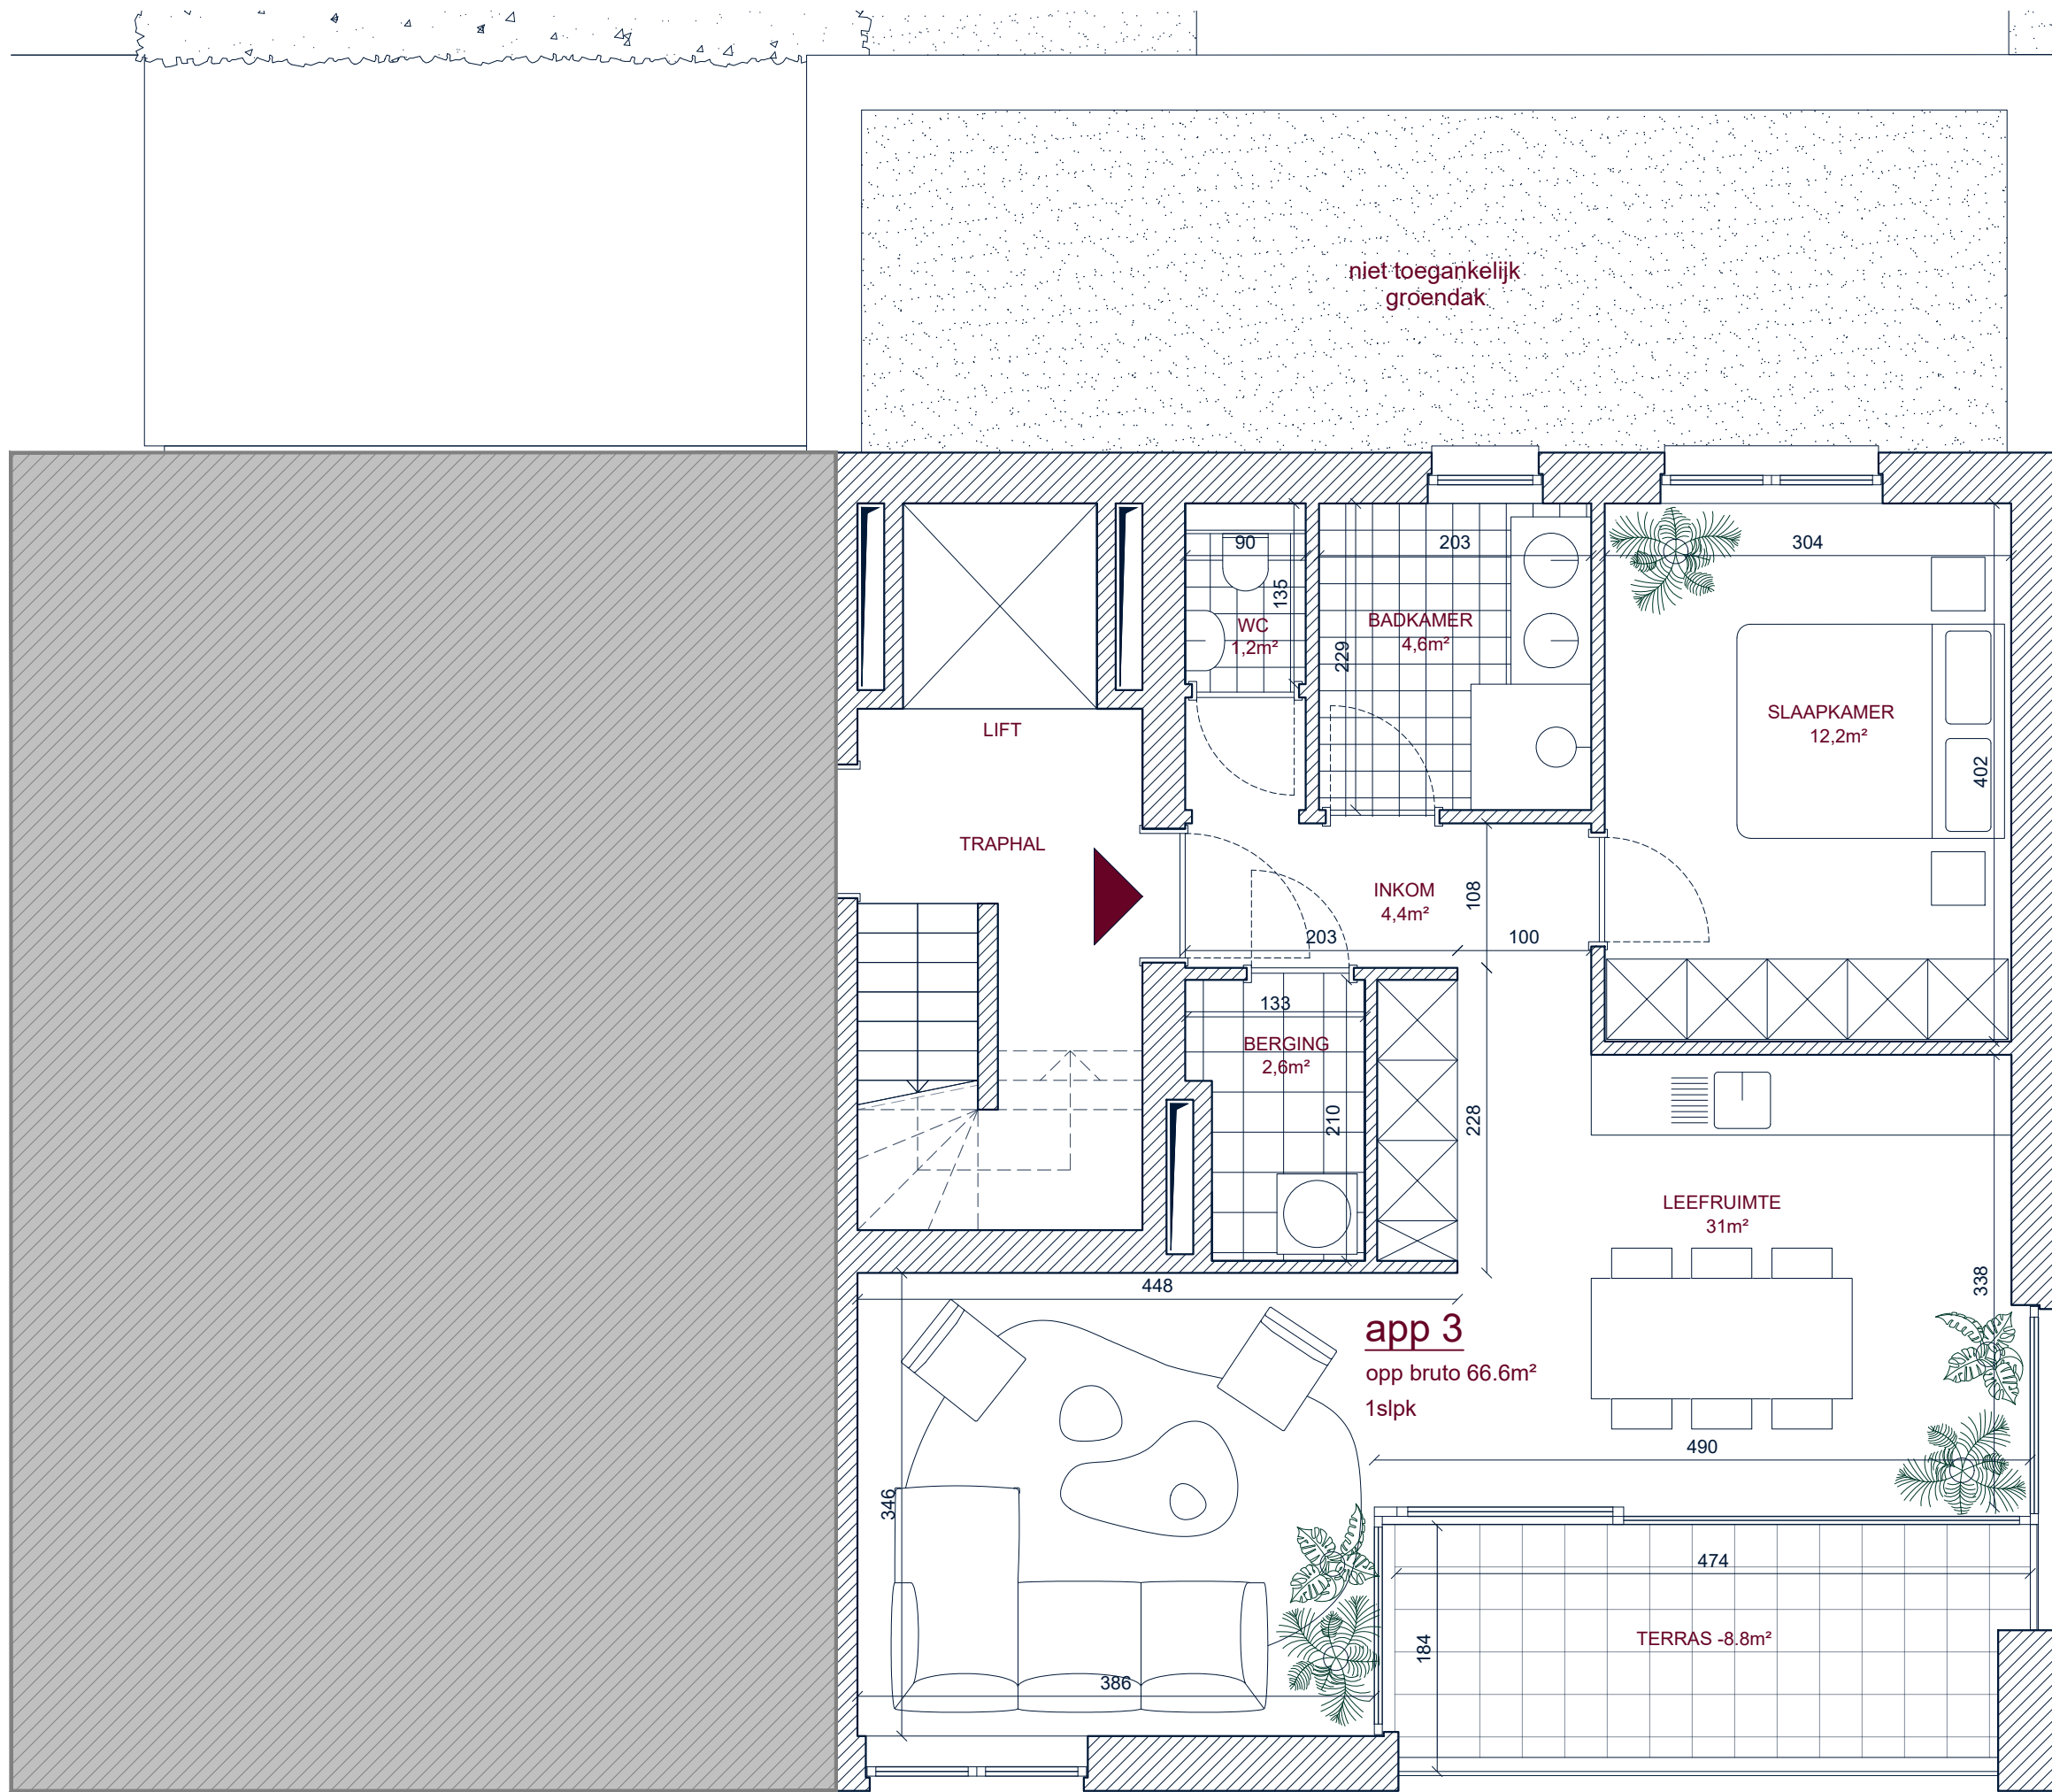 niet toegankelijk
groendak
90
203
304
135
WC
1,2m²
BADKAMER
4,6m²
229
SLAAPKAMER
12,2m²
402
LIFT
TRAPHAL
INKOM
4,4m²
108
203
100
133
BERGING
2,6m²
210
228
LEEFRUIMTE
31m²
338
448
app 3
opp bruto 66.6m²
1slpk
490
346
474
TERRAS -8.8m²
184
386